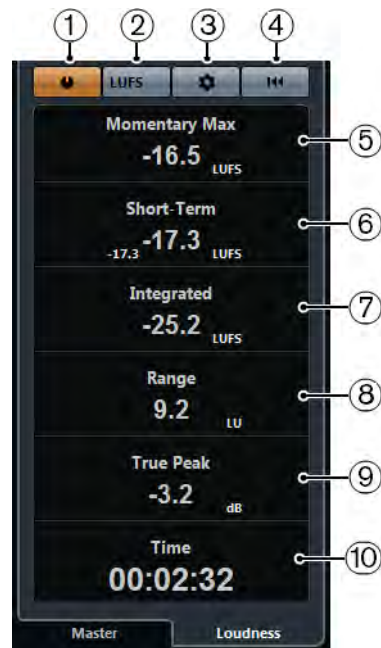 ① ② ③ ④
LUFS
Momentary Max
-16.5 LUFS
⑤
Short-Term
-17.3 -17.3 LUFS
⑥
Integrated
-25.2 LUFS
⑦
Range
9.2 LU
⑧
True Peak
-3.2 dB
⑨
Time
00:02:32
⑩
Master Loudness